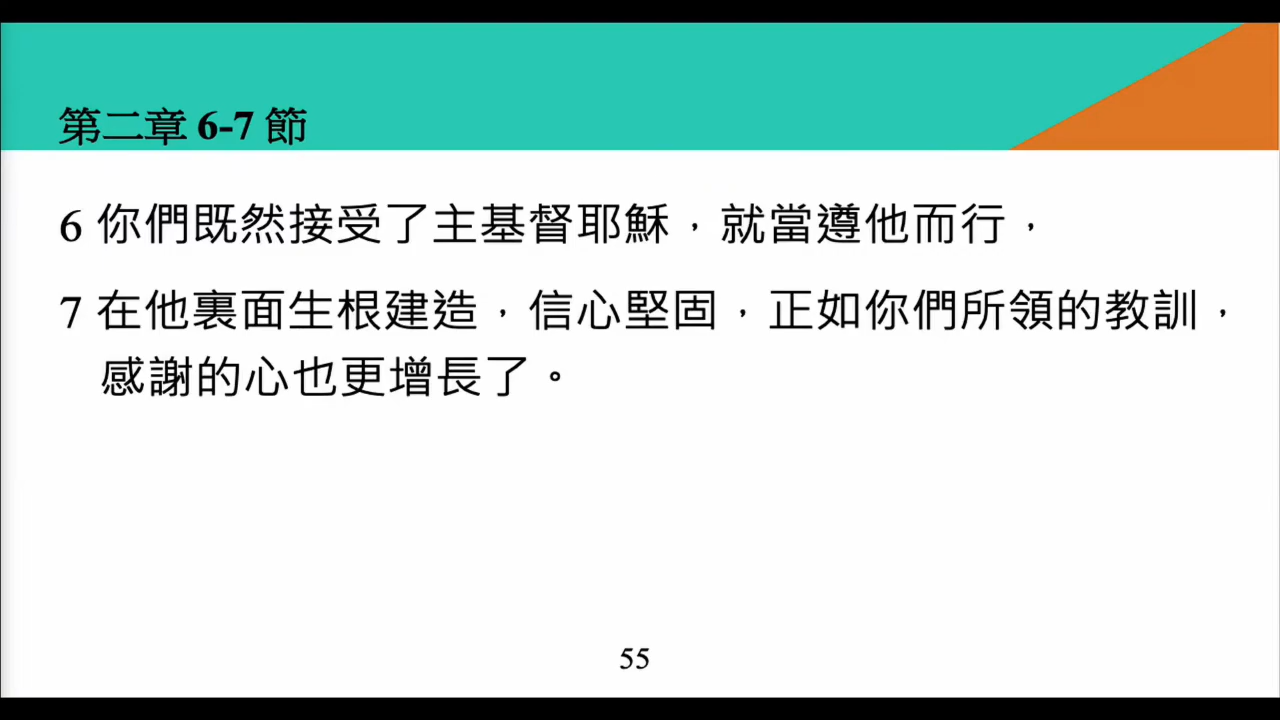 第二章 6-7 節
6 你們既然接受了主基督耶穌，就當遵他而行，
7 在他裏面生根建造，信心堅固，正如你們所領的教訓，
感謝的心也更增長了。
55